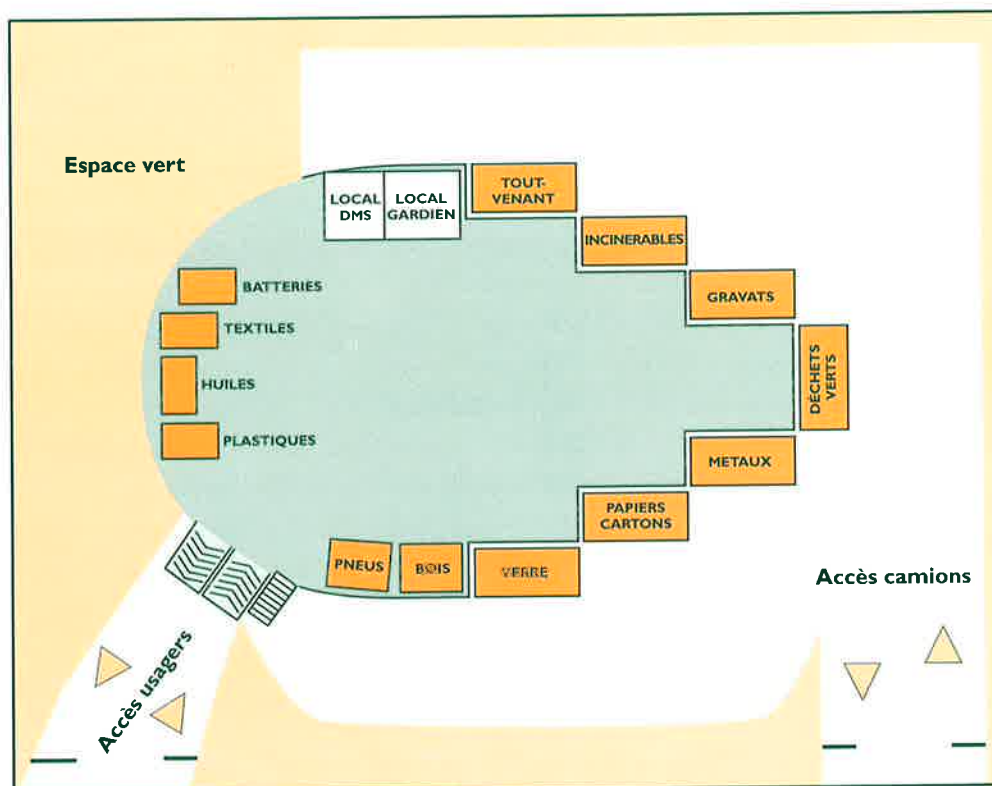 Espace vert
LOCAL
DMS
LOCAL
GARDIEN
TOUT-
VENANT
INCINERABLES
GRAVATS
DÉCHETS
VERTS
METAUX
PAPIERS
CARTONS
VERRE
BOIS
PNEUS
BATTERIES
TEXTILES
HUILES
PLASTIQUES
Accès usagers
Accès camions